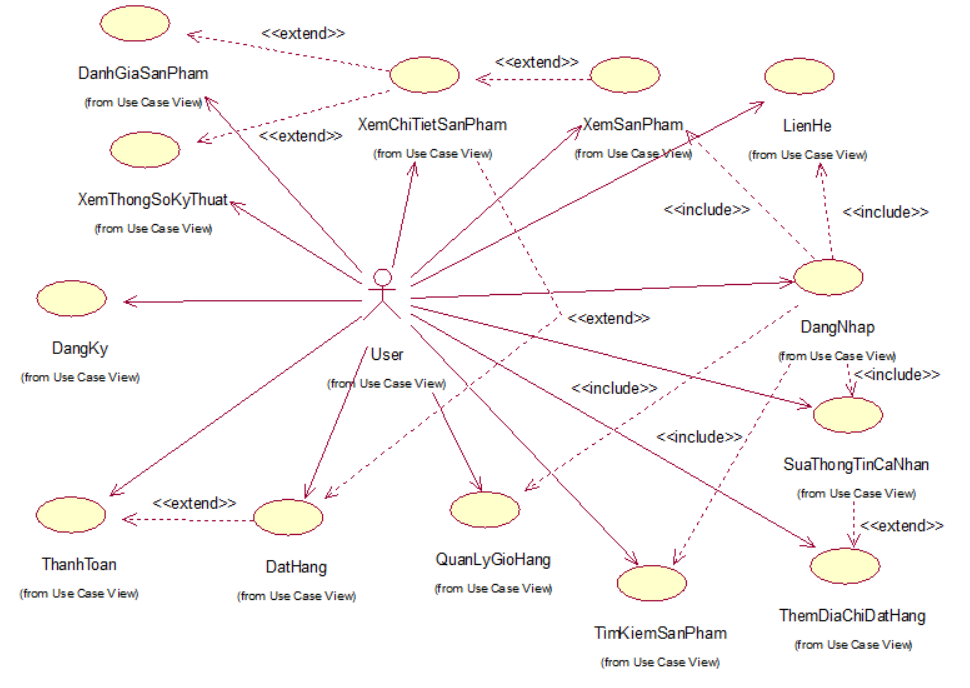 <<extend>>
DanhGiaSanPham
(from Use Case View)
<<extend>>
<<extend>>
XemChiTietSanPham
(from Use Case View)
XemSanPham
(from Use Case View)
LienHe
(from Use Case View)
XemThongSoKyThuat
(from Use Case View)
<<include>>
<<include>>
DangKy
(from Use Case View)
User
(from Use Case View)
<<extend>>
DangNhap
(from Use Case View)
<<include>>
<<include>>
<<include>>
SuaThongTinCaNhan
(from Use Case View)
<<extend>>
<<extend>>
ThanhToan
(from Use Case View)
DatHang
(from Use Case View)
QuanLyGioHang
(from Use Case View)
TimKiemSanPham
(from Use Case View)
ThemDiaChiDatHang
(from Use Case View)